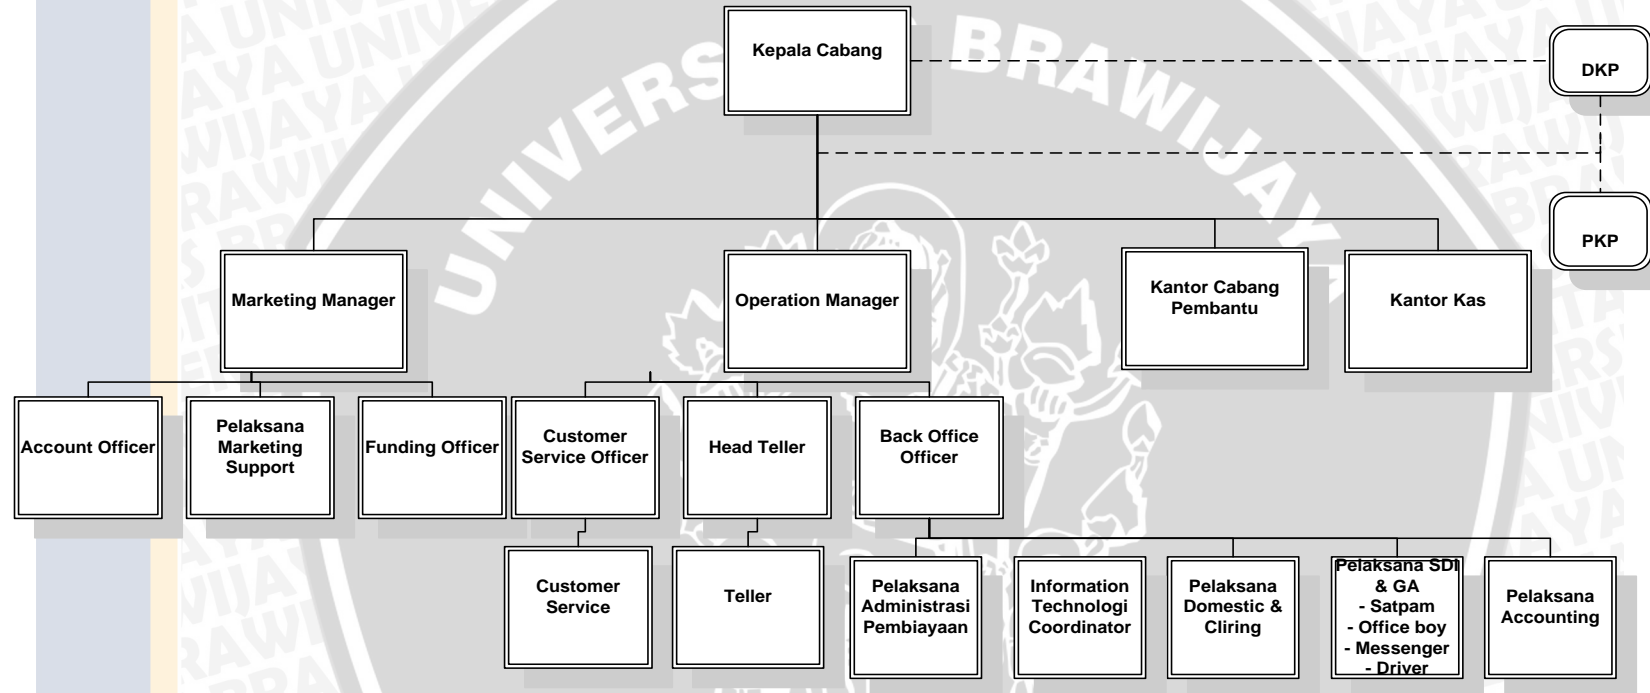 Kepala Cabang
DKP
PKP
Marketing Manager
Operation Manager
Kantor Cabang
Pembantu
Kantor Kas
Account Officer
Pelaksana
Marketing
Support
Funding Officer
Customer
Service Officer
Head Teller
Back Office
Officer
Customer
Service
Teller
Pelaksana
Administrasi
Pembiayaan
Information
Technologi
Coordinator
Pelaksana
Domestic &
Cliring
Pelaksana SDI
& GA
- Satpam
- Office boy
- Messenger
- Driver
Pelaksana
Accounting
BRAWIJAYA